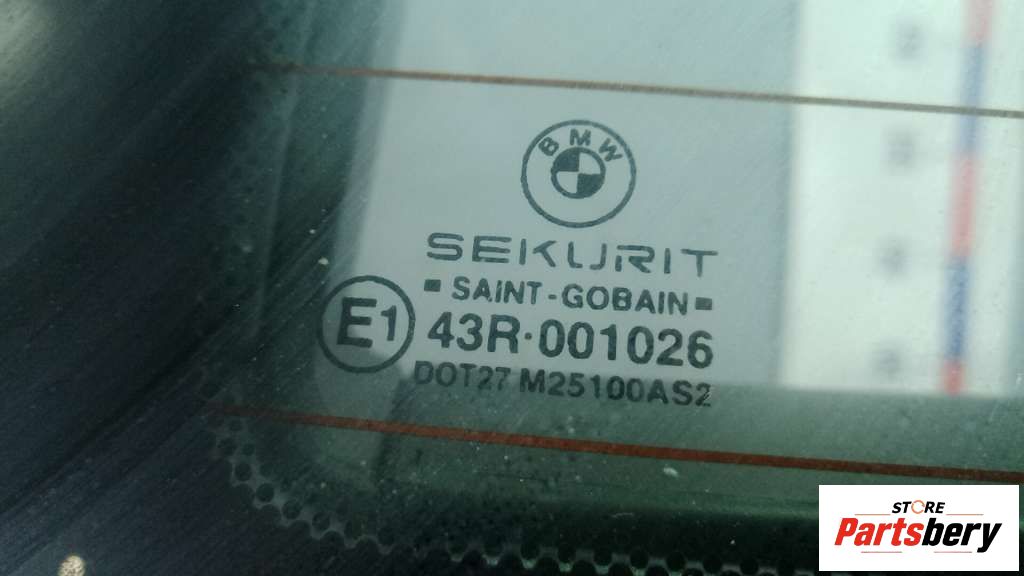 BMW
SEKURIT
SAINT-GOBAIN
E1
43R·001026
DOT27 M25100AS2
STORE
Partsbery